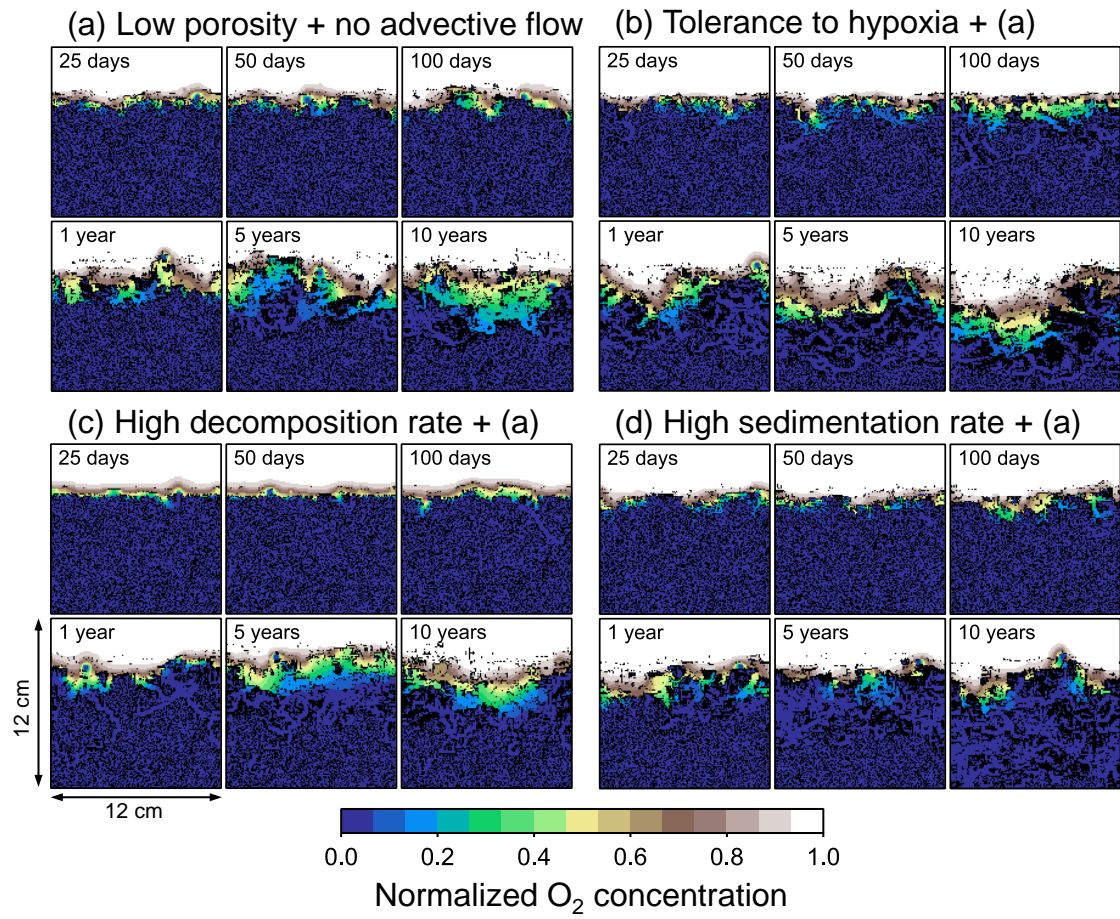 (a) Low porosity + no advective flow
25 days
50 days
100 days
1 year
5 years
10 years
(b) Tolerance to hypoxia + (a)
25 days
50 days
100 days
1 year
5 years
10 years
(c) High decomposition rate + (a)
25 days
50 days
100 days
1 year
5 years
10 years
12 cm
12 cm
(d) High sedimentation rate + (a)
25 days
50 days
100 days
1 year
5 years
10 years
0.0 0.2 0.4 0.6 0.8 1.0
Normalized O₂ concentration